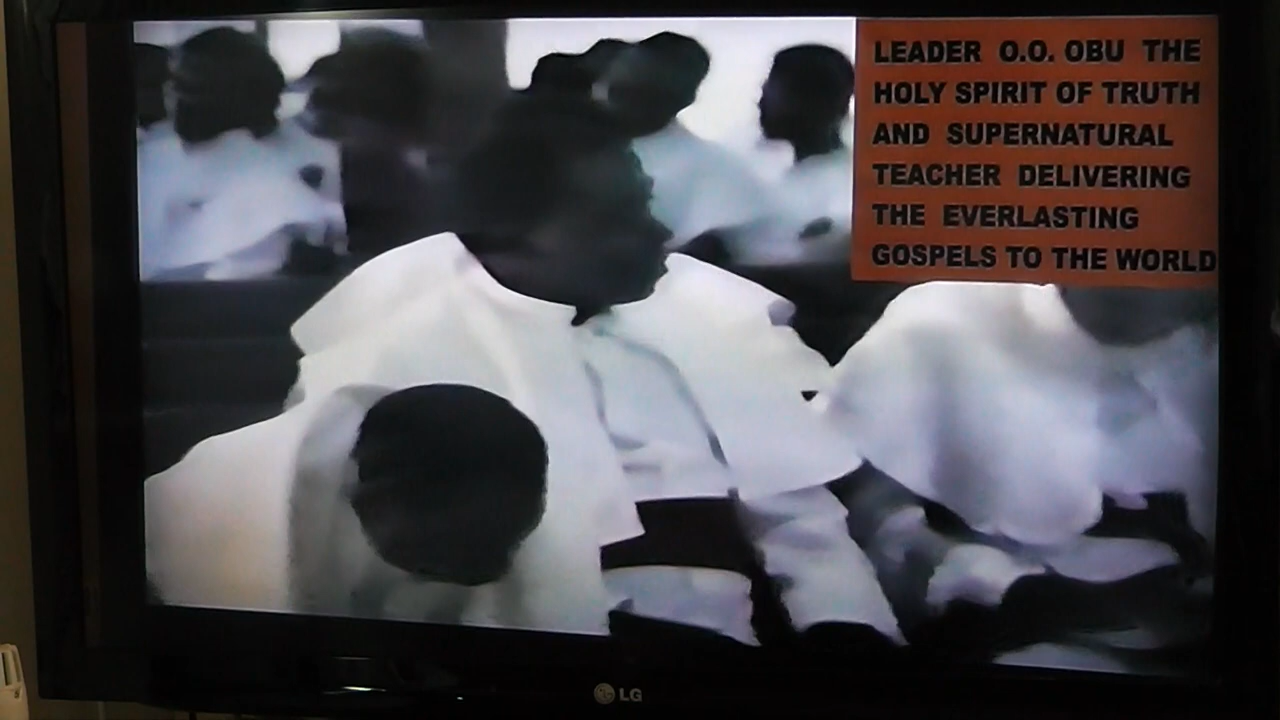 LEADER O.O. OBU THE
HOLY SPIRIT OF TRUTH
AND SUPERNATURAL
TEACHER DELIVERING
THE EVERLASTING
GOSPELS TO THE WORLD
LG